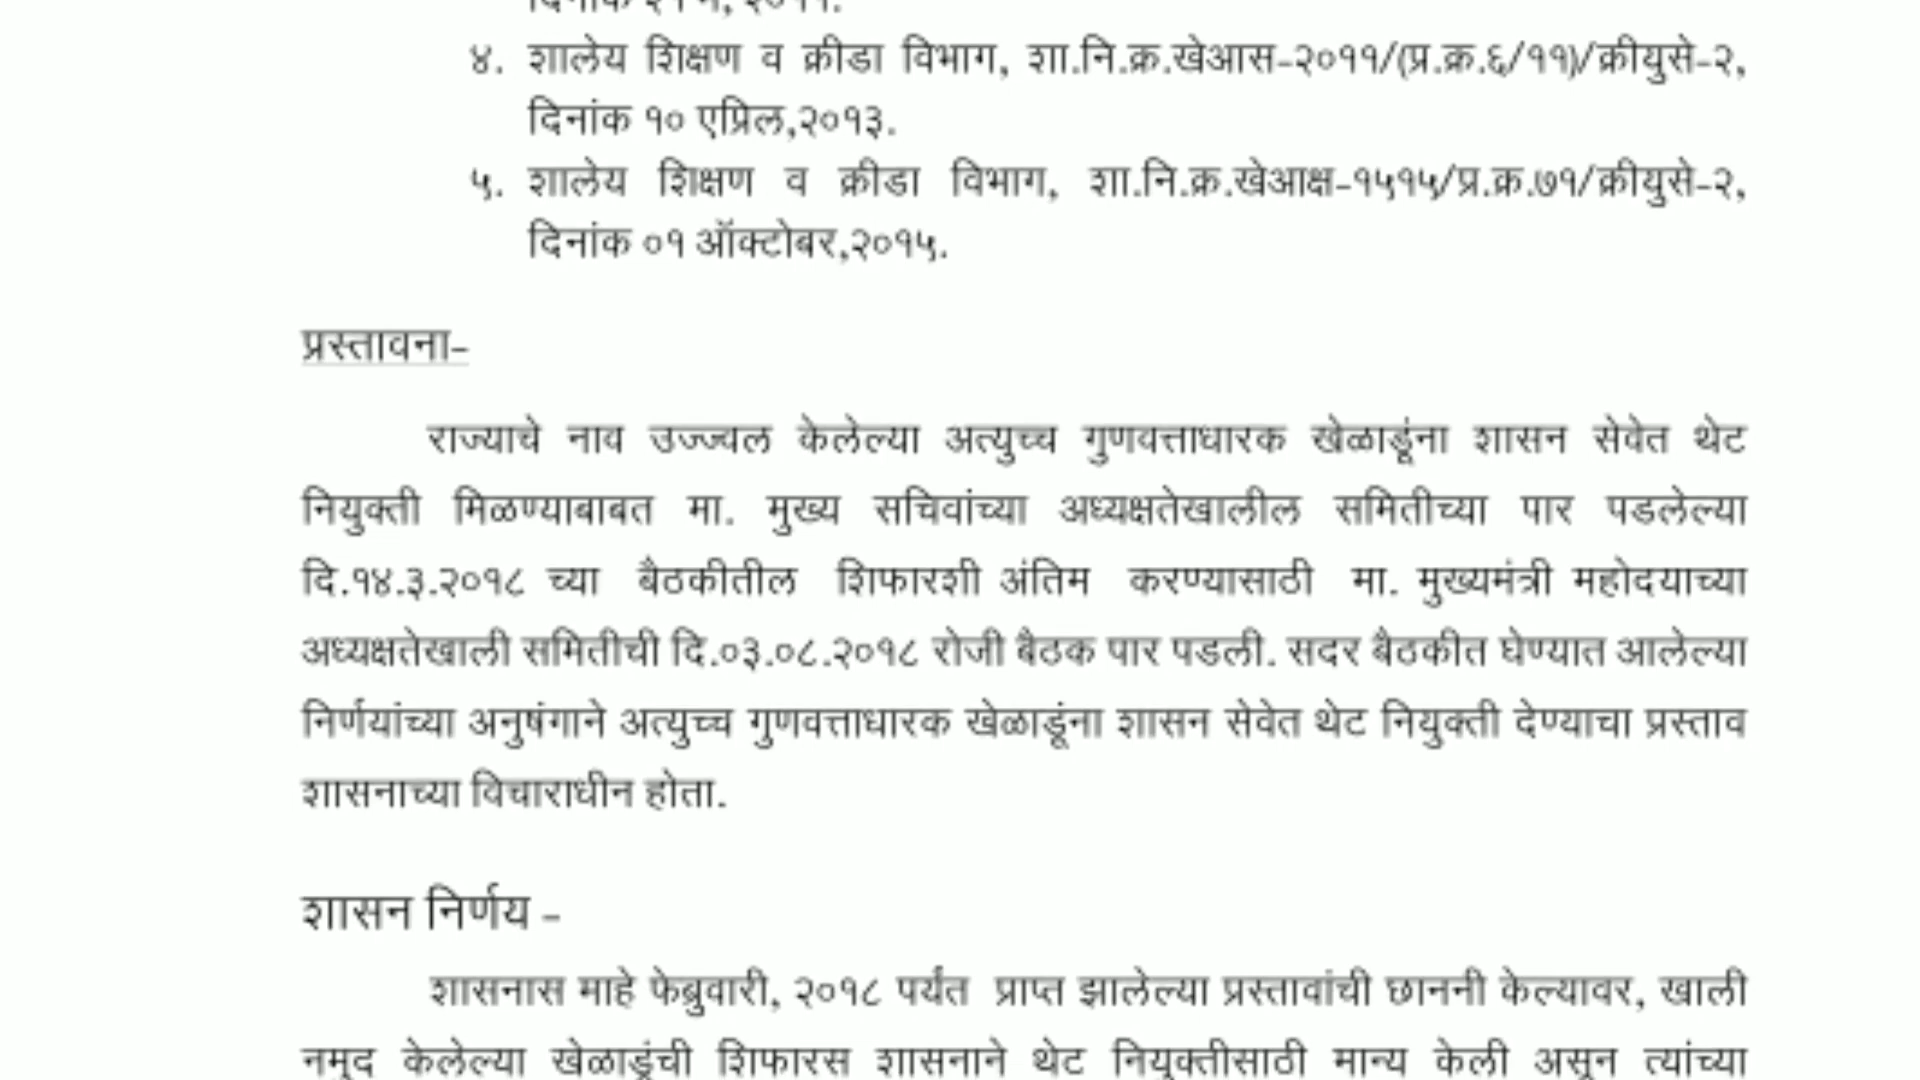 ४. शालेय शिक्षण व क्रीडा विभाग, शा.नि.क्र.खेआस-२०११/(प्र.क्र.६/११)/क्रीयुसे-२,
दिनांक १० एप्रिल,२०१३.
५. शालेय शिक्षण व क्रीडा विभाग, शा.नि.क्र.खेआक्ष-१५१५/प्र.क्र.७१/क्रीयुसे-२,
दिनांक ०१ ऑक्टोबर,२०१५.
प्रस्तावना-
राज्याचे नाव उज्ज्वल केलेल्या अत्युच्च गुणवत्ताधारक खेळाडूंना शासन सेवेत थेट
नियुक्ती मिळण्याबाबत मा. मुख्य सचिवांच्या अध्यक्षतेखालील समितीच्या पार पडलेल्या
दि.१४.३.२०१८ च्या बैठकीतील शिफारशी अंतिम करण्यासाठी मा. मुख्यमंत्री महोदयाच्या
अध्यक्षतेखाली समितीची दि.०३.०८.२०१८ रोजी बैठक पार पडली. सदर बैठकीत घेण्यात आलेल्या
निर्णयांच्या अनुषंगाने अत्युच्च गुणवत्ताधारक खेळाडूंना शासन सेवेत थेट नियुक्ती देण्याचा प्रस्ताव
शासनाच्या विचाराधीन होता.
शासन निर्णय -
शासनास माहे फेब्रुवारी, २०१८ पर्यंत प्राप्त झालेल्या प्रस्तावांची छाननी केल्यावर, खाली
नमुद केलेल्या खेळाडूंची शिफारस शासनाने थेट नियुक्तीसाठी मान्य केली असून त्यांच्या